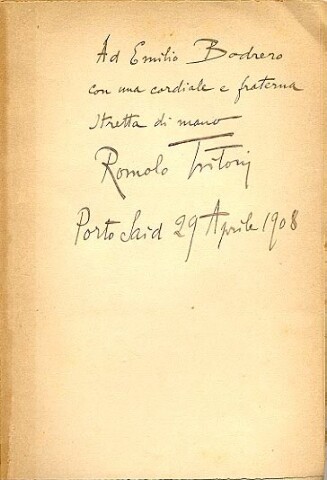 Ad Emilio Bodrero
con una cordiale e fraterna
stretta di mano
Romolo Tritonj
Porto Said 29 Aprile 1908